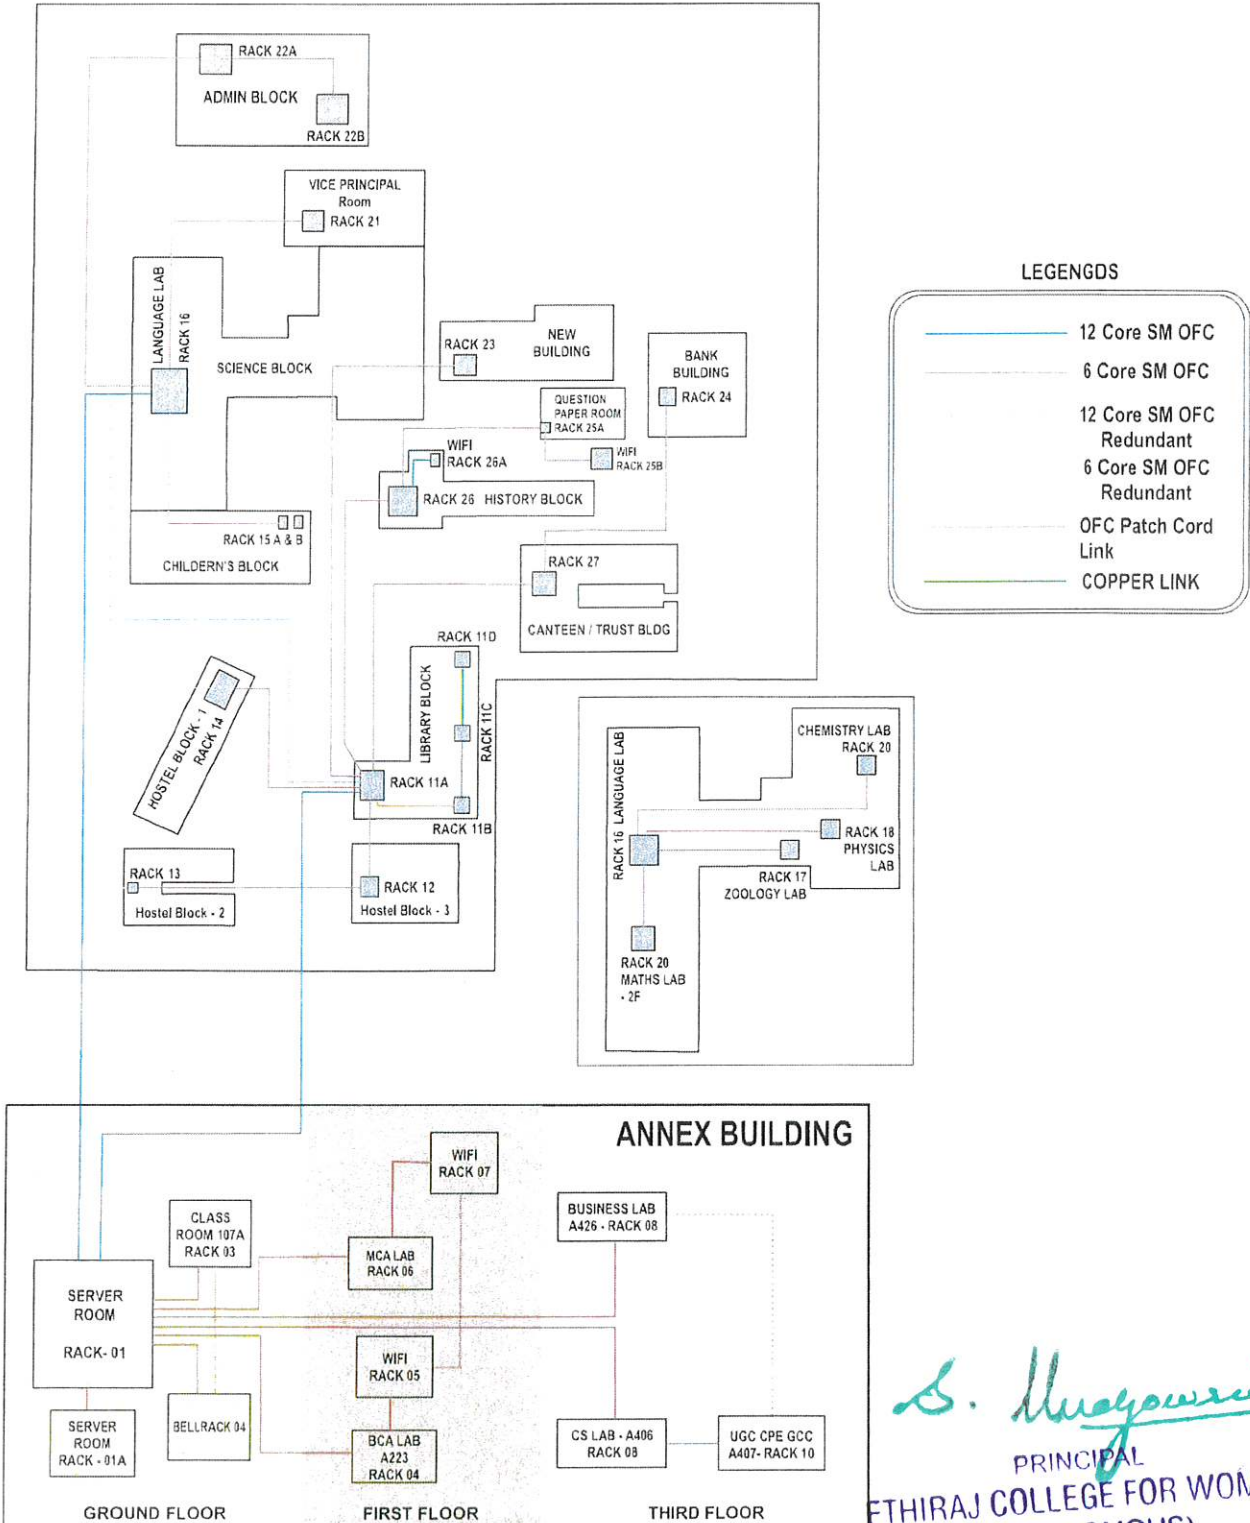 RACK 22A
ADMIN BLOCK
RACK 22B
VICE PRINCIPAL
Room
RACK 21
LANGUAGE LAB
RACK 16
SCIENCE BLOCK
RACK 23
NEW
BUILDING
BANK
BUILDING
RACK 24
QUESTION
PAPER ROOM
RACK 25A
WIFI
RACK 25B
WIFI
RACK 26A
RACK 26 HISTORY BLOCK
RACK 15 A & B
CHILDERN'S BLOCK
RACK 27
CANTEEN / TRUST BLDG
RACK 11D
LIBRARY BLOCK
RACK 11C
RACK 11A
RACK 11B
HOSTEL BLOCK - 1
RACK 14
RACK 13
Hostel Block - 2
RACK 12
Hostel Block - 3
LEGENGDS
12 Core SM OFC
6 Core SM OFC
12 Core SM OFC
Redundant
6 Core SM OFC
Redundant
OFC Patch Cord
Link
COPPER LINK
CHEMISTRY LAB
RACK 20
RACK 16 LANGUAGE LAB
RACK 18
PHYSICS
LAB
RACK 17
ZOOLOGY LAB
RACK 20
MATHS LAB
- 2F
ANNEX BUILDING
WIFI
RACK 07
CLASS
ROOM 107A
RACK 03
BUSINESS LAB
A426 - RACK 08
MCA LAB
RACK 06
SERVER
ROOM
RACK- 01
WIFI
RACK 05
SERVER
ROOM
RACK - 01A
BELLRACK 04
BCA LAB
A223
RACK 04
CS LAB - A406
RACK 08
UGC CPE GCC
A407- RACK 10
GROUND FLOOR
FIRST FLOOR
THIRD FLOOR
PRINCIPAL
ETHIRAJ COLLEGE FOR WOM